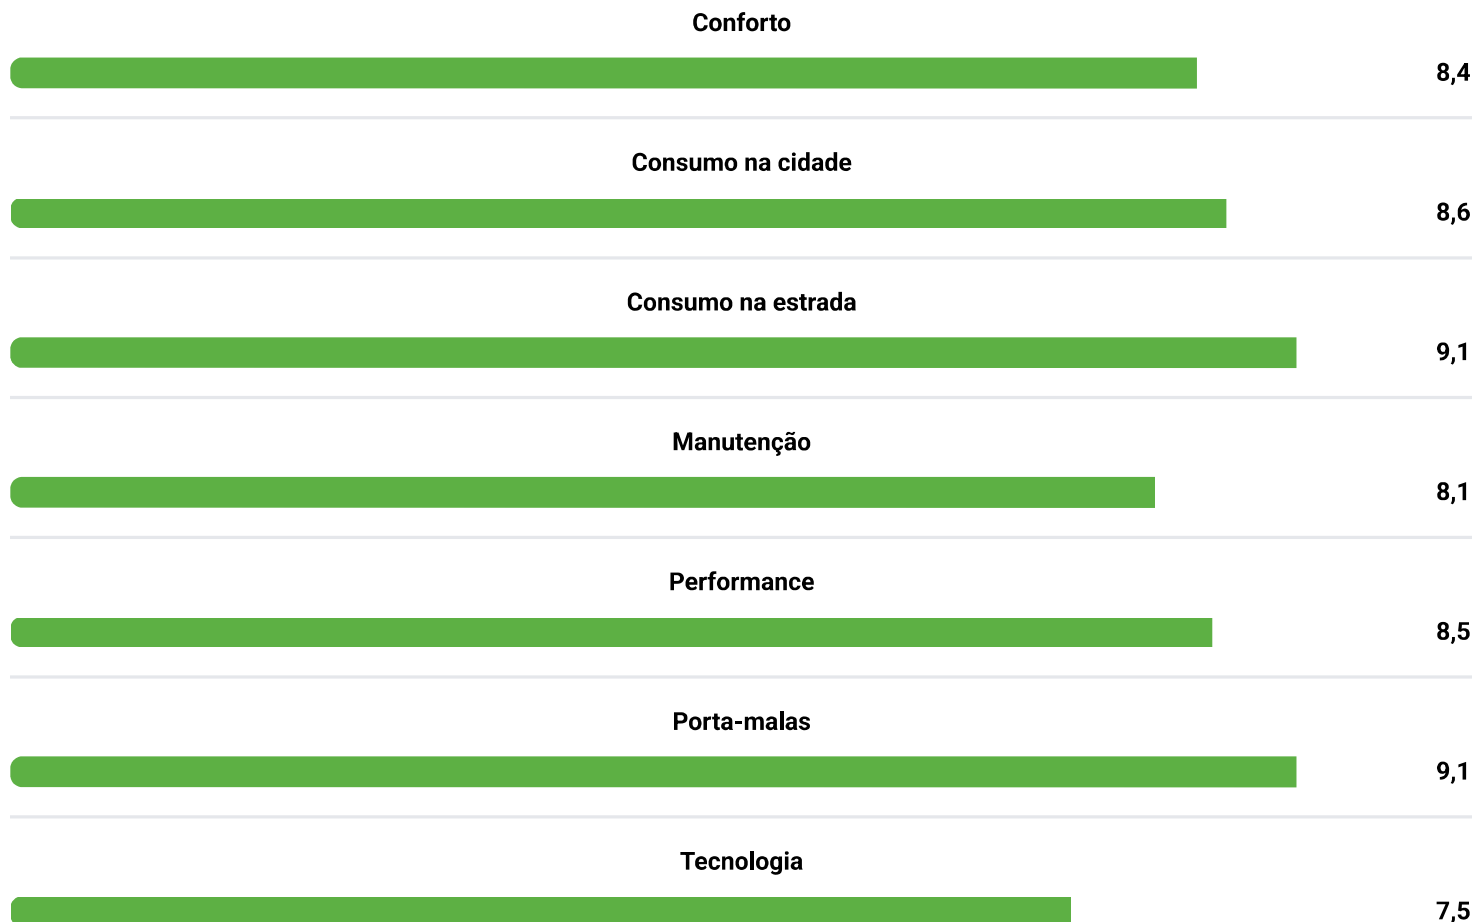 Conforto
8,4
Consumo na cidade
8,6
Consumo na estrada
9,1
Manutenção
8,1
Performance
8,5
Porta-malas
9,1
Tecnologia
7,5